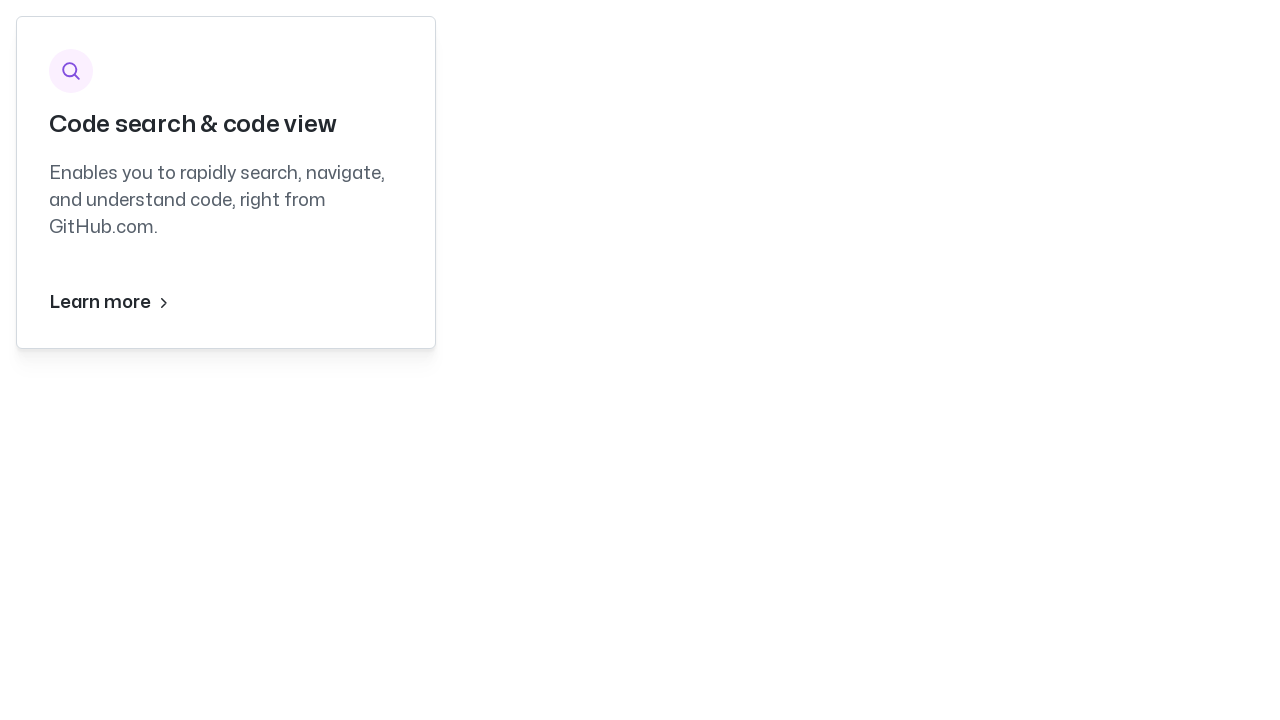 Code search & code view
Enables you to rapidly search, navigate,
and understand code, right from
GitHub.com.
Learn more